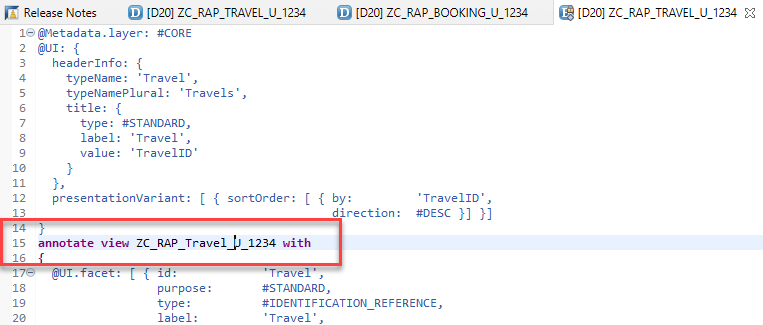 Release Notes [D20] ZC_RAP_TRAVEL_U_1234 [D20] ZC_RAP_BOOKING_U_1234 [D20] ZC_RAP_TRAVEL_U_1234
1 @Metadata.layer: #CORE
2 @UI: {
3 headerInfo: {
4 typeName: 'Travel',
5 typeNamePlural: 'Travels',
6 title: {
7 type: #STANDARD,
8 label: 'Travel',
9 value: 'TravelID'
10 }
11 },
12 presentationVariant: [ { sortOrder: [ { by: 'TravelID',
13 direction: #DESC }] }]
14 }
15 annotate view ZC_RAP_Travel_U_1234 with
16 {
17 @UI.facet: [ { id: 'Travel',
18 purpose: #STANDARD,
19 type: #IDENTIFICATION_REFERENCE,
20 label: 'Travel',